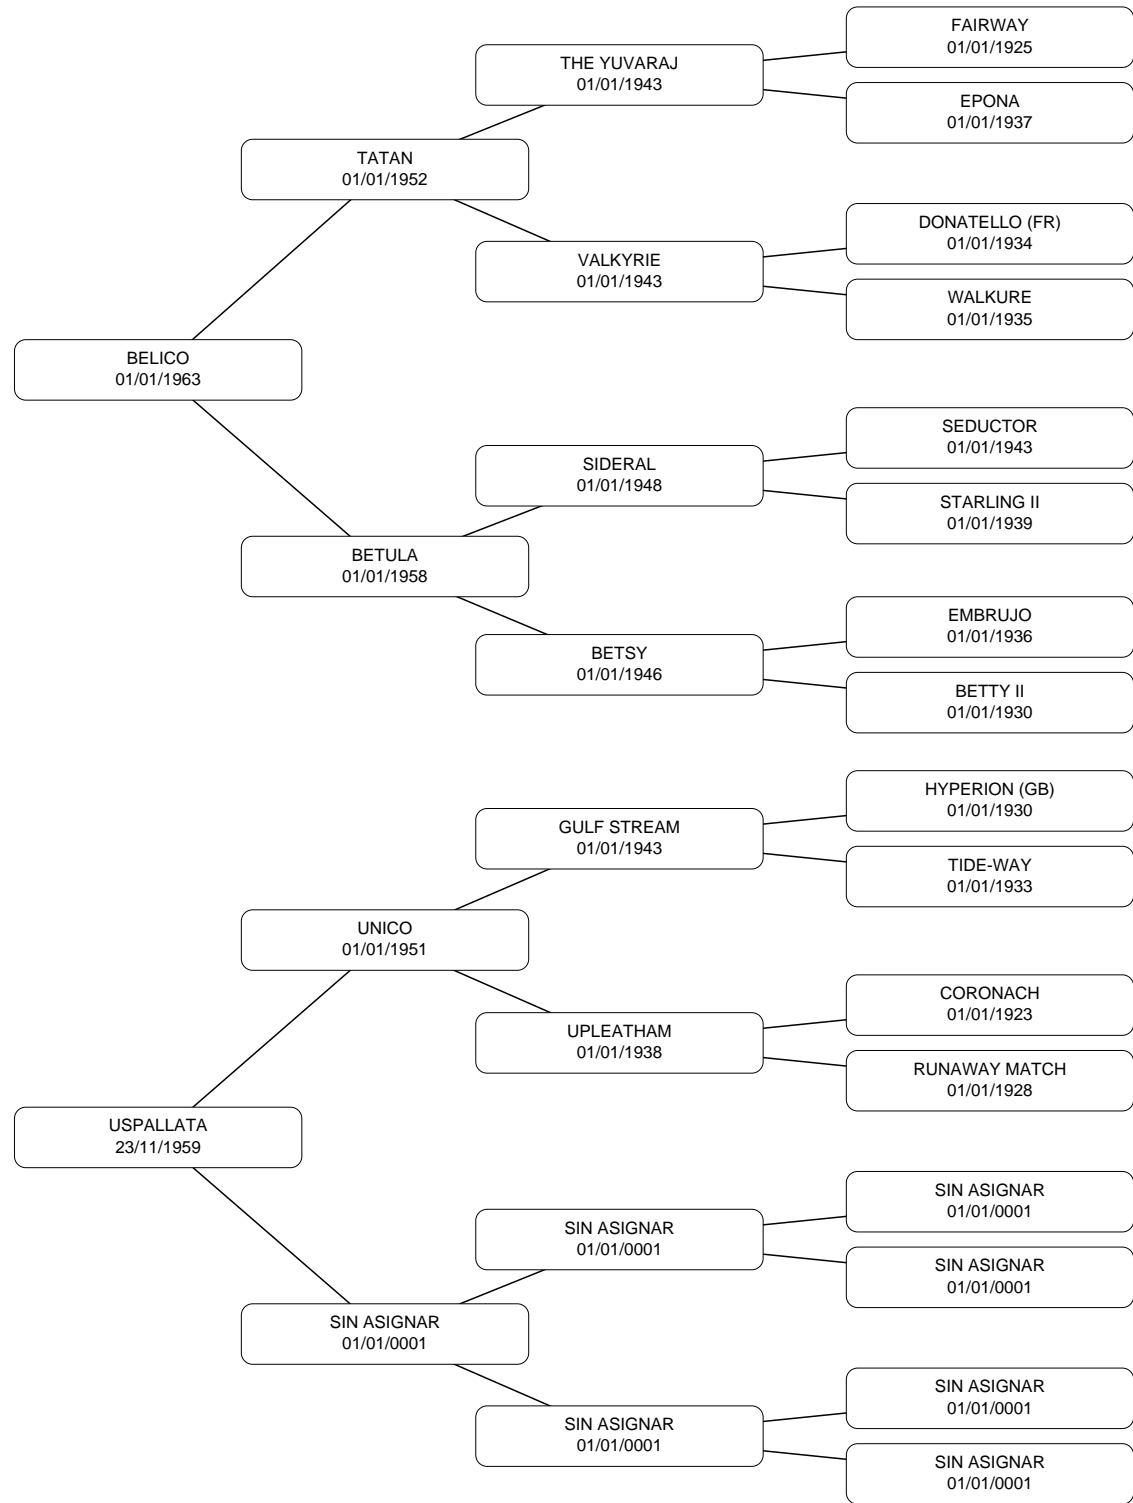 FAIRWAY
01/01/1925
THE YUVARAJ
01/01/1943
EPONA
01/01/1937
TATAN
01/01/1952
DONATELLO (FR)
01/01/1934
VALKYRIE
01/01/1943
WALKURE
01/01/1935
BELICO
01/01/1963
SEDUCTOR
01/01/1943
SIDERAL
01/01/1948
STARLING II
01/01/1939
BETULA
01/01/1958
EMBRUJO
01/01/1936
BETSY
01/01/1946
BETTY II
01/01/1930
HYPERION (GB)
01/01/1930
GULF STREAM
01/01/1943
TIDE-WAY
01/01/1933
UNICO
01/01/1951
CORONACH
01/01/1923
UPLEATHAM
01/01/1938
RUNAWAY MATCH
01/01/1928
USPALLATA
23/11/1959
SIN ASIGNAR
01/01/0001
SIN ASIGNAR
01/01/0001
SIN ASIGNAR
01/01/0001
SIN ASIGNAR
01/01/0001
SIN ASIGNAR
01/01/0001
SIN ASIGNAR
01/01/0001
SIN ASIGNAR
01/01/0001